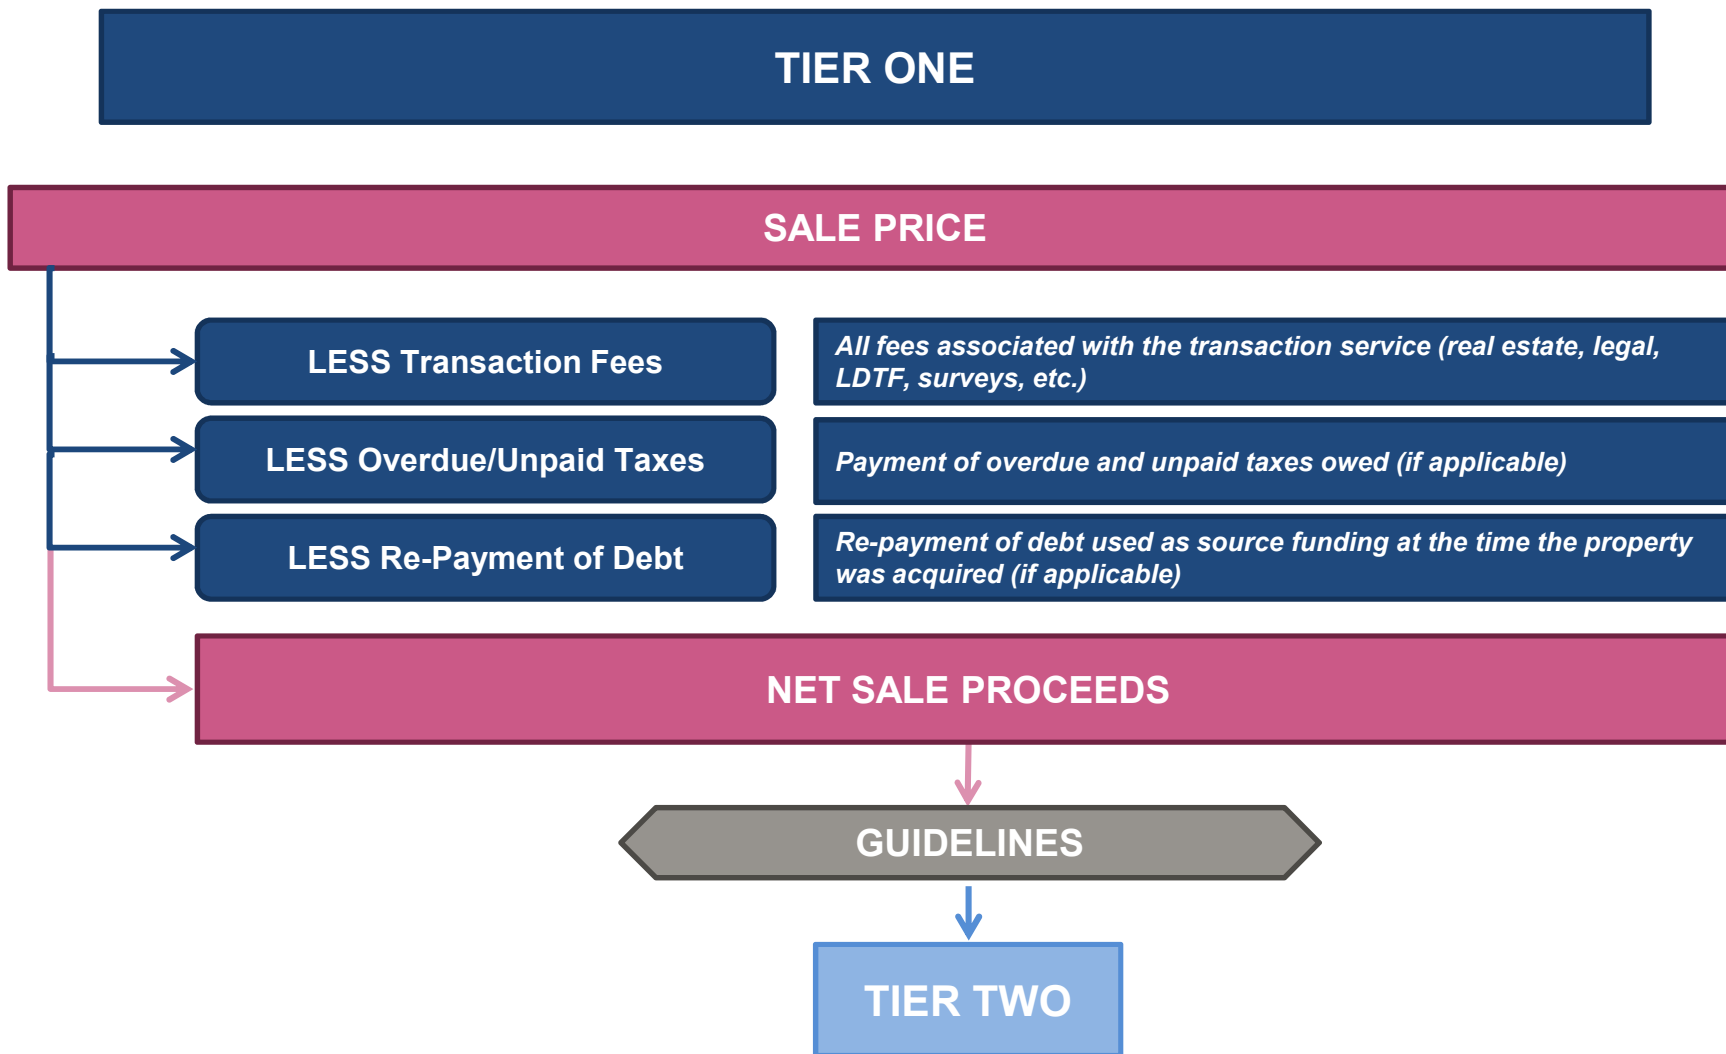 TIER ONE
SALE PRICE
LESS Transaction Fees
All fees associated with the transaction service (real estate, legal,
LDTF, surveys, etc.)
LESS Overdue/Unpaid Taxes
Payment of overdue and unpaid taxes owed (if applicable)
LESS Re-Payment of Debt
Re-payment of debt used as source funding at the time the property
was acquired (if applicable)
NET SALE PROCEEDS
GUIDELINES
TIER TWO